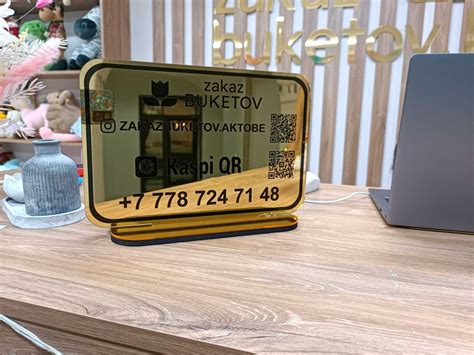 zakaz
buketov
zakaz
BUKETOV
ZAKAZBUKETOV.AKTOBE
Kaspi QR
+7 778 724 71 48